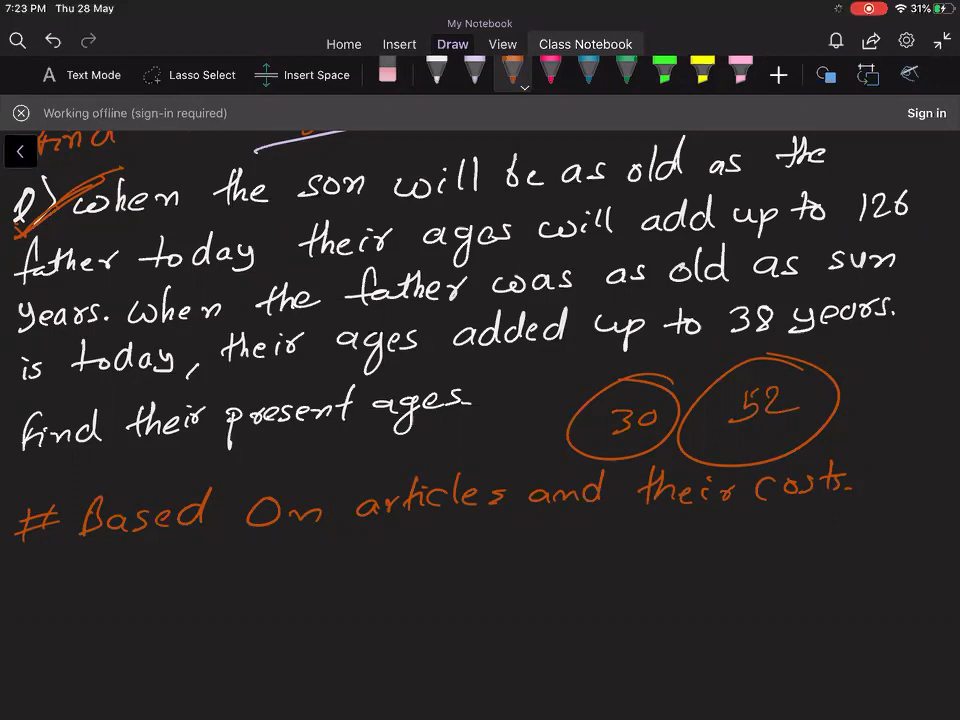 7:23 PM Thu 28 May
31%
My Notebook
Home Insert Draw View Class Notebook
A Text Mode Lasso Select Insert Space
Working offline (sign-in required) Sign in
find
Q) when the son will be as old as the
father today their ages will add up to 126
years. when the father was as old as sun
is today, their ages added up to 38 years.
find their present ages.
30 52
# Based On articles and their costs.